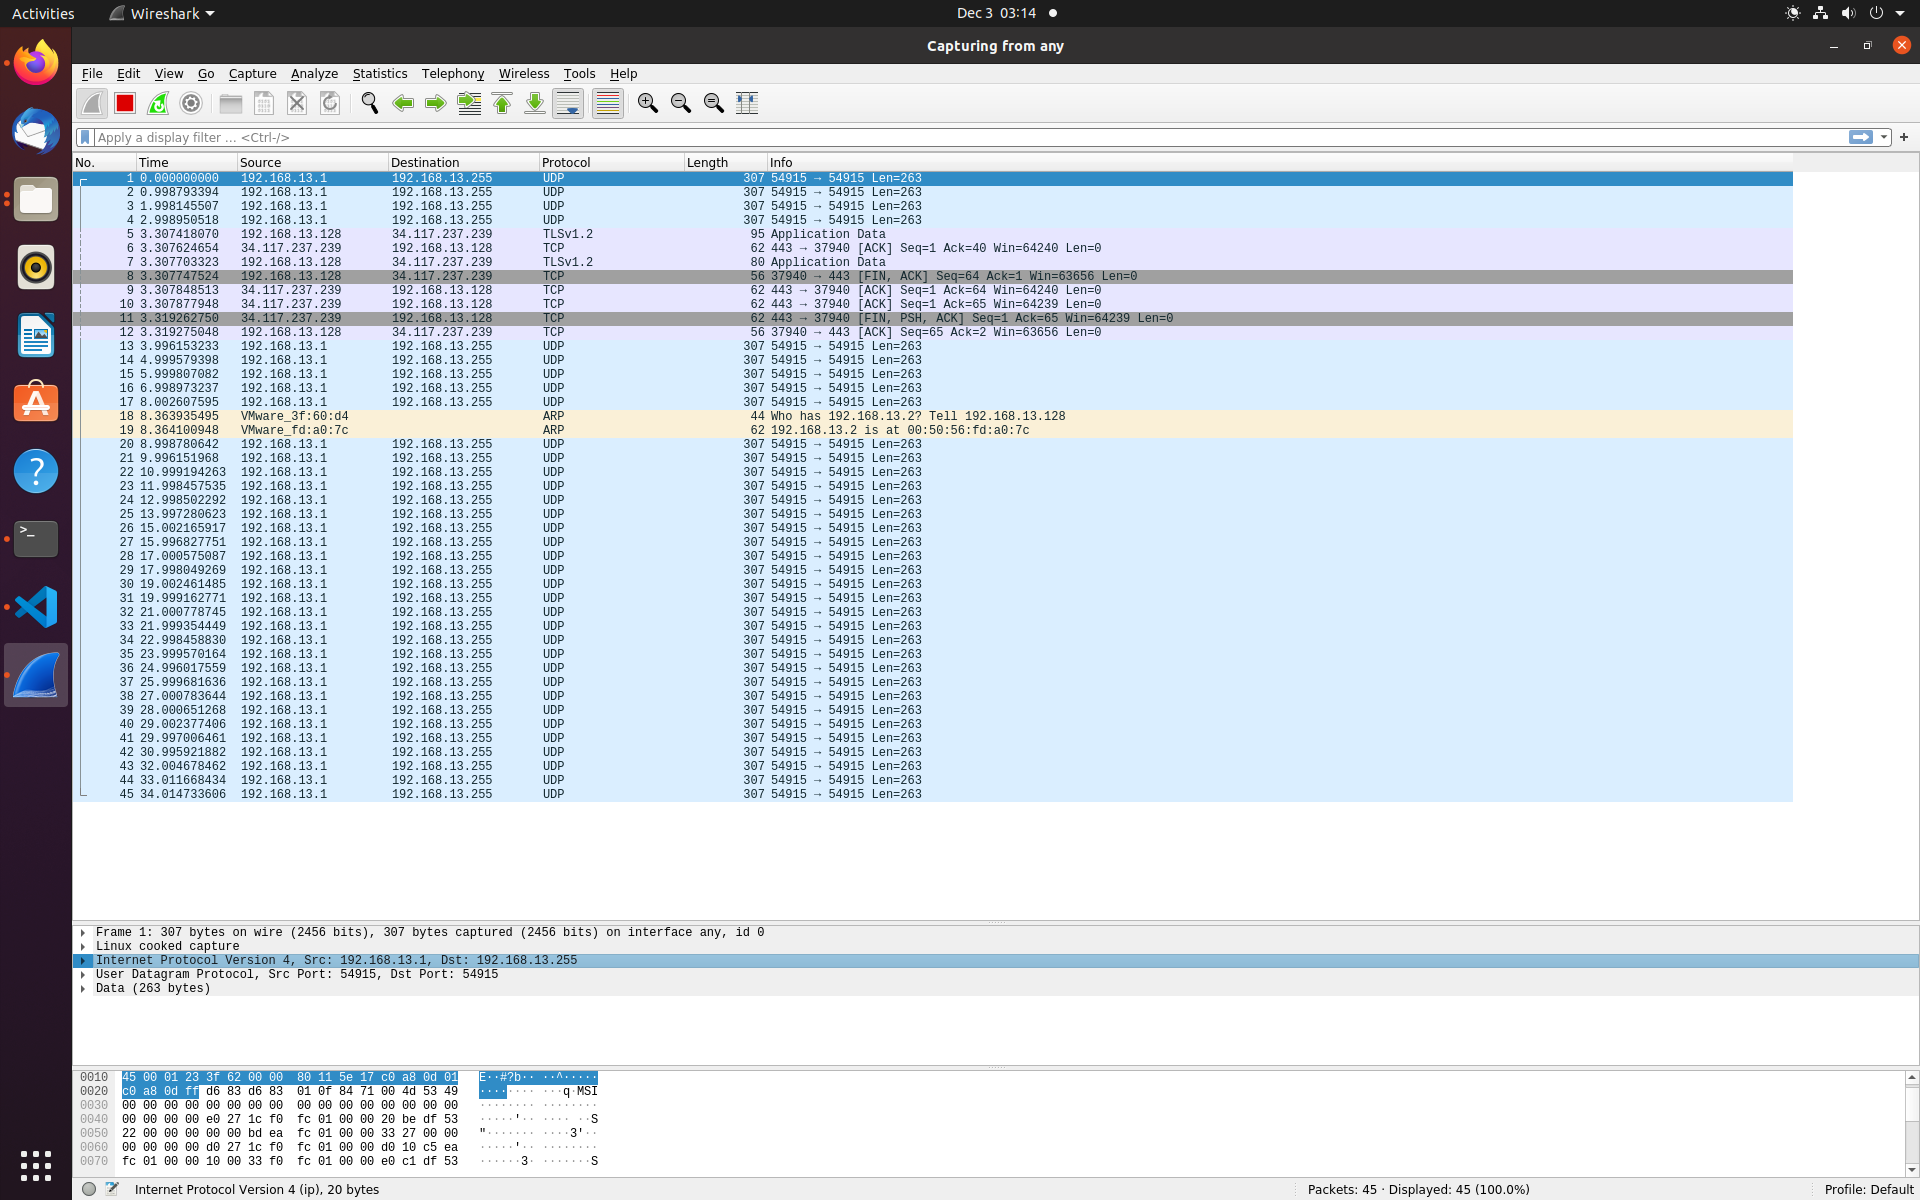 Activities Wireshark Dec 3 03:14
Capturing from any
File Edit View Go Capture Analyze Statistics Telephony Wireless Tools Help
Apply a display filter … <Ctrl-/> +
No. Time Source Destination Protocol Length Info
1 0.000000000 192.168.13.1 192.168.13.255 UDP 307 54915 → 54915 Len=263
2 0.998793394 192.168.13.1 192.168.13.255 UDP 307 54915 → 54915 Len=263
3 1.998145507 192.168.13.1 192.168.13.255 UDP 307 54915 → 54915 Len=263
4 2.998950518 192.168.13.1 192.168.13.255 UDP 307 54915 → 54915 Len=263
5 3.307418070 192.168.13.128 34.117.237.239 TLSv1.2 95 Application Data
6 3.307624654 34.117.237.239 192.168.13.128 TCP 62 443 → 37940 [ACK] Seq=1 Ack=40 Win=64240 Len=0
7 3.307703323 192.168.13.128 34.117.237.239 TLSv1.2 80 Application Data
8 3.307747524 192.168.13.128 34.117.237.239 TCP 56 37940 → 443 [FIN, ACK] Seq=64 Ack=1 Win=63656 Len=0
9 3.307848513 34.117.237.239 192.168.13.128 TCP 62 443 → 37940 [ACK] Seq=1 Ack=64 Win=64240 Len=0
10 3.307877948 34.117.237.239 192.168.13.128 TCP 62 443 → 37940 [ACK] Seq=1 Ack=65 Win=64239 Len=0
11 3.319262750 34.117.237.239 192.168.13.128 TCP 62 443 → 37940 [FIN, PSH, ACK] Seq=1 Ack=65 Win=64239 Len=0
12 3.319275048 192.168.13.128 34.117.237.239 TCP 56 37940 → 443 [ACK] Seq=65 Ack=2 Win=63656 Len=0
13 3.996153233 192.168.13.1 192.168.13.255 UDP 307 54915 → 54915 Len=263
14 4.999579398 192.168.13.1 192.168.13.255 UDP 307 54915 → 54915 Len=263
15 5.999807082 192.168.13.1 192.168.13.255 UDP 307 54915 → 54915 Len=263
16 6.998973237 192.168.13.1 192.168.13.255 UDP 307 54915 → 54915 Len=263
17 8.002607595 192.168.13.1 192.168.13.255 UDP 307 54915 → 54915 Len=263
18 8.363935495 VMware_3f:60:d4 ARP 44 Who has 192.168.13.2? Tell 192.168.13.128
19 8.364100948 VMware_fd:a0:7c ARP 62 192.168.13.2 is at 00:50:56:fd:a0:7c
20 8.998780642 192.168.13.1 192.168.13.255 UDP 307 54915 → 54915 Len=263
21 9.996151968 192.168.13.1 192.168.13.255 UDP 307 54915 → 54915 Len=263
22 10.999194263 192.168.13.1 192.168.13.255 UDP 307 54915 → 54915 Len=263
23 11.998457535 192.168.13.1 192.168.13.255 UDP 307 54915 → 54915 Len=263
24 12.998502292 192.168.13.1 192.168.13.255 UDP 307 54915 → 54915 Len=263
25 13.997280623 192.168.13.1 192.168.13.255 UDP 307 54915 → 54915 Len=263
26 15.002165917 192.168.13.1 192.168.13.255 UDP 307 54915 → 54915 Len=263
27 15.996827751 192.168.13.1 192.168.13.255 UDP 307 54915 → 54915 Len=263
28 17.000575087 192.168.13.1 192.168.13.255 UDP 307 54915 → 54915 Len=263
29 17.998049269 192.168.13.1 192.168.13.255 UDP 307 54915 → 54915 Len=263
30 19.002461485 192.168.13.1 192.168.13.255 UDP 307 54915 → 54915 Len=263
31 19.999162771 192.168.13.1 192.168.13.255 UDP 307 54915 → 54915 Len=263
32 21.000778745 192.168.13.1 192.168.13.255 UDP 307 54915 → 54915 Len=263
33 21.999354449 192.168.13.1 192.168.13.255 UDP 307 54915 → 54915 Len=263
34 22.998458830 192.168.13.1 192.168.13.255 UDP 307 54915 → 54915 Len=263
35 23.999570164 192.168.13.1 192.168.13.255 UDP 307 54915 → 54915 Len=263
36 24.996017559 192.168.13.1 192.168.13.255 UDP 307 54915 → 54915 Len=263
37 25.999681636 192.168.13.1 192.168.13.255 UDP 307 54915 → 54915 Len=263
38 27.000783644 192.168.13.1 192.168.13.255 UDP 307 54915 → 54915 Len=263
39 28.000651268 192.168.13.1 192.168.13.255 UDP 307 54915 → 54915 Len=263
40 29.002377406 192.168.13.1 192.168.13.255 UDP 307 54915 → 54915 Len=263
41 29.997006461 192.168.13.1 192.168.13.255 UDP 307 54915 → 54915 Len=263
42 30.995921882 192.168.13.1 192.168.13.255 UDP 307 54915 → 54915 Len=263
43 32.004678462 192.168.13.1 192.168.13.255 UDP 307 54915 → 54915 Len=263
44 33.011668434 192.168.13.1 192.168.13.255 UDP 307 54915 → 54915 Len=263
45 34.014733606 192.168.13.1 192.168.13.255 UDP 307 54915 → 54915 Len=263
Frame 1: 307 bytes on wire (2456 bits), 307 bytes captured (2456 bits) on interface any, id 0
Linux cooked capture
Internet Protocol Version 4, Src: 192.168.13.1, Dst: 192.168.13.255
User Datagram Protocol, Src Port: 54915, Dst Port: 54915
Data (263 bytes)
0010 45 00 01 23 3f 62 00 00 80 11 5e 17 c0 a8 0d 01 E··#?b·· ··^·····
0020 c0 a8 0d ff d6 83 d6 83 01 0f 84 71 00 4d 53 49 ········ ···q·MSI
0030 00 00 00 00 00 00 00 00 00 00 00 00 00 00 00 00 ········ ········
0040 00 00 00 00 e0 27 1c f0 fc 01 00 00 20 be df 53 ·····'·· ···· ··S
0050 22 00 00 00 00 00 bd ea fc 01 00 00 33 27 00 00 "······· ····3'··
0060 00 00 00 00 d0 27 1c f0 fc 01 00 00 d0 10 c5 ea ·····'·· ········
0070 fc 01 00 00 10 00 33 f0 fc 01 00 00 e0 c1 df 53 ······3· ·······S
Internet Protocol Version 4 (ip), 20 bytes Packets: 45 · Displayed: 45 (100.0%) Profile: Default